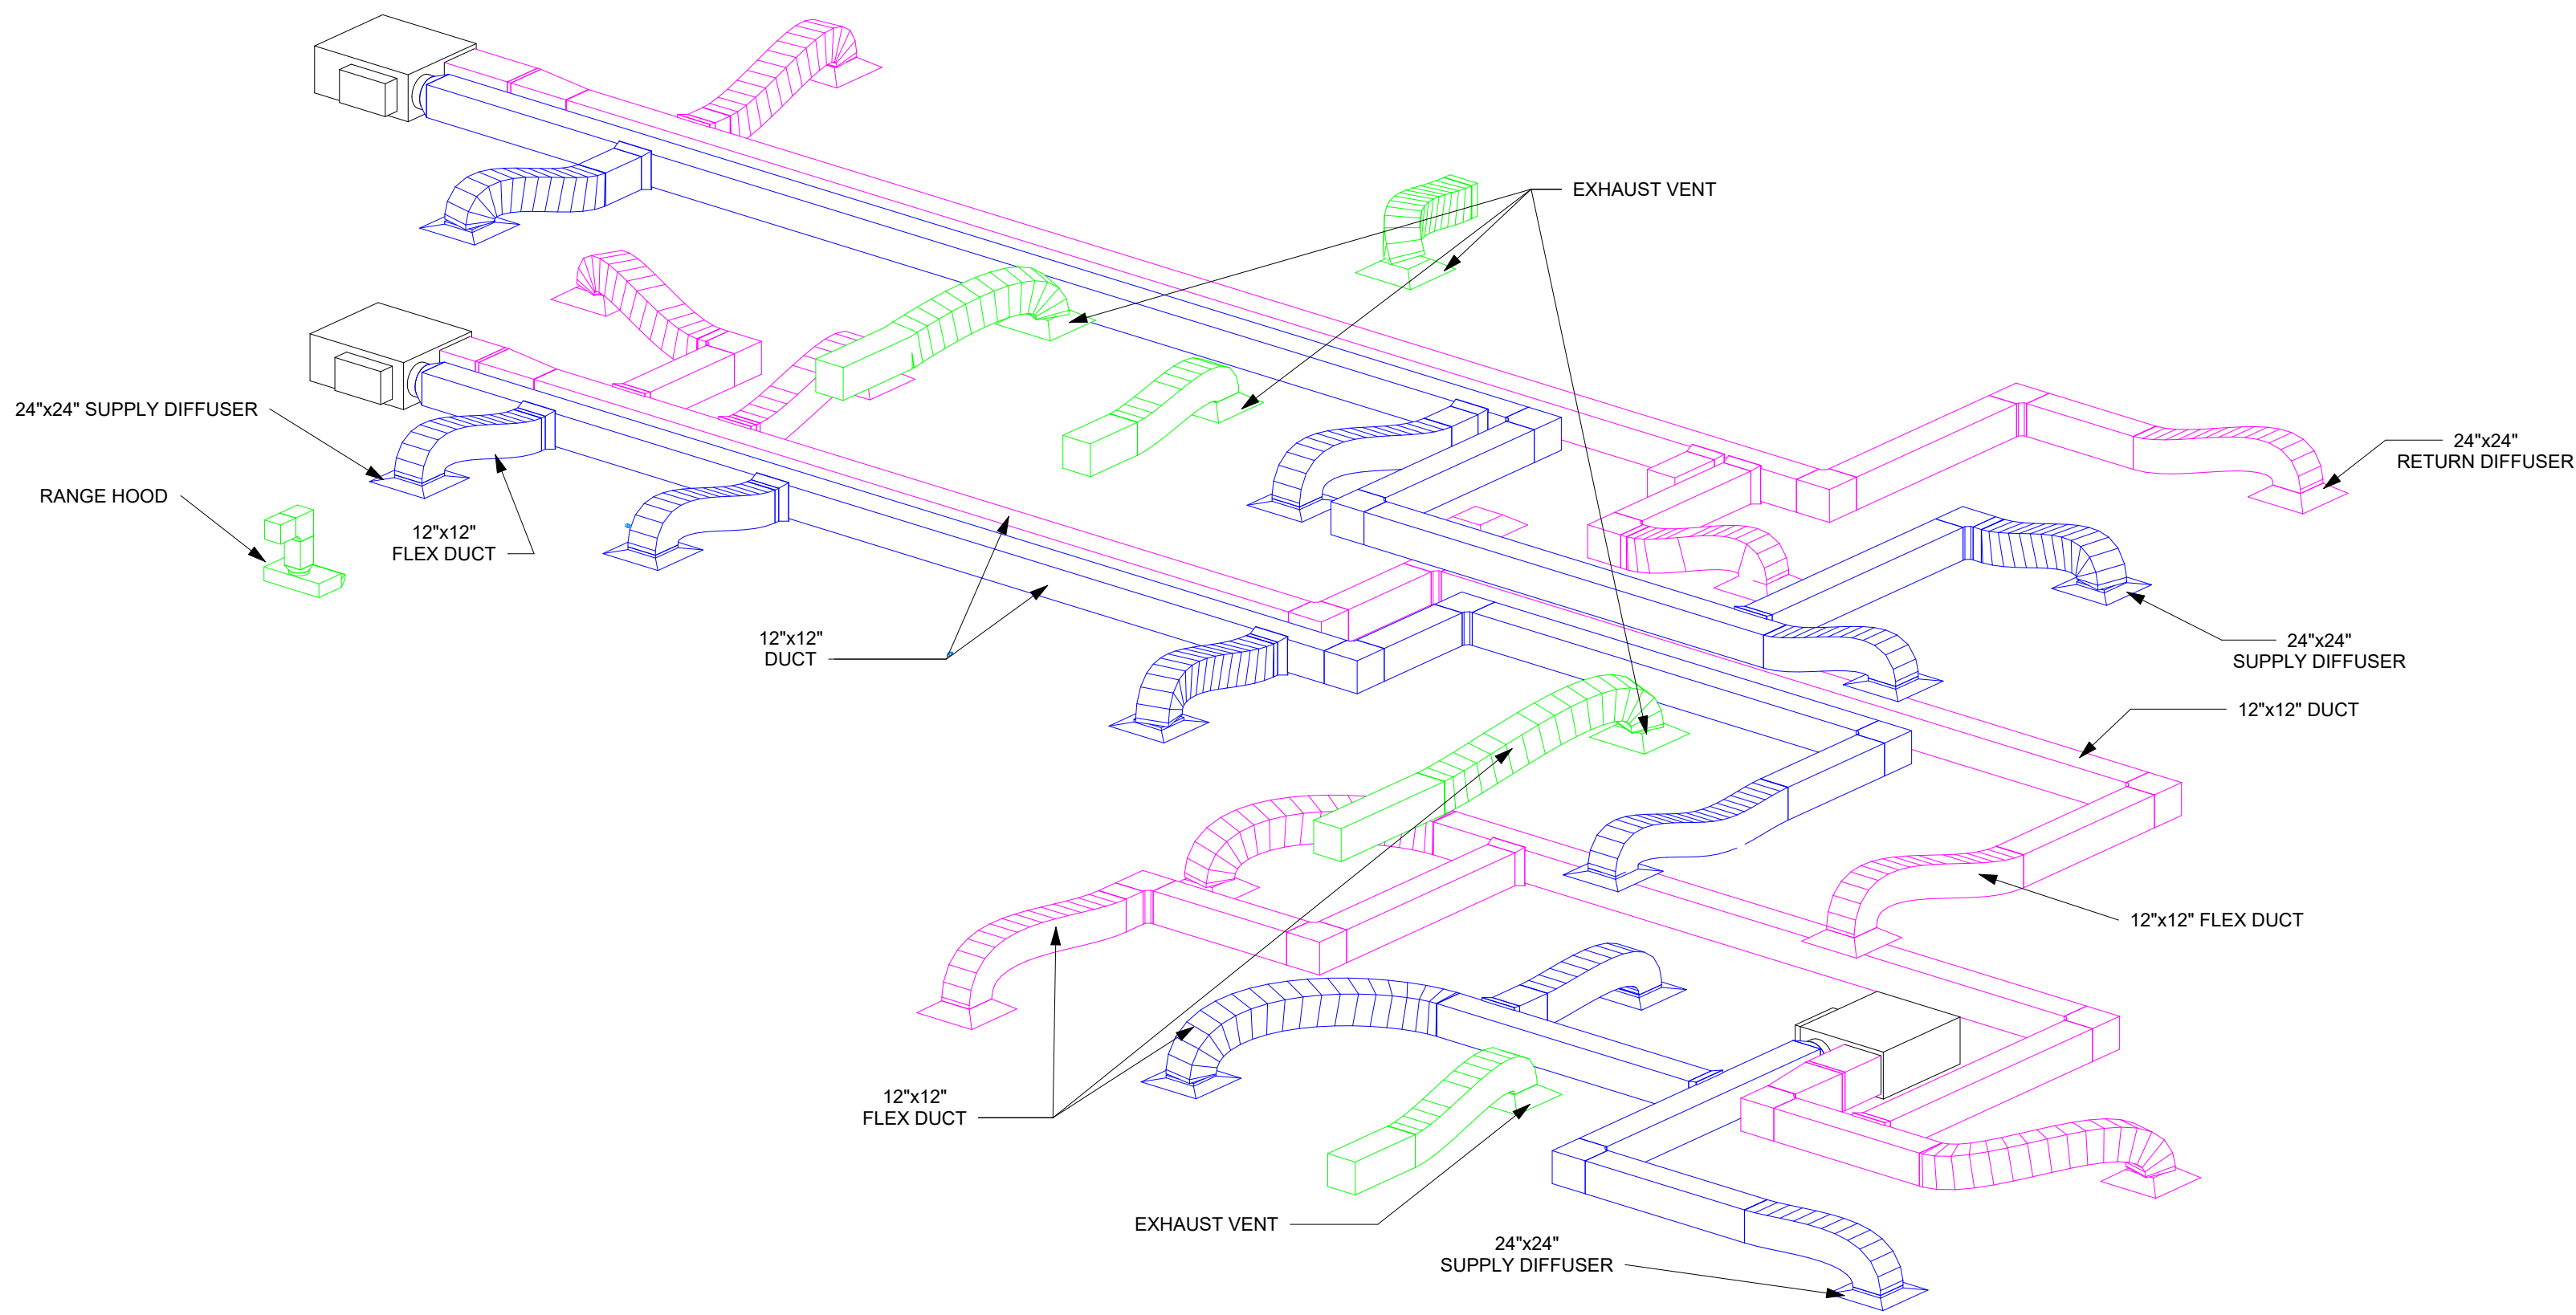 EXHAUST VENT
24"x24" SUPPLY DIFFUSER
24"x24"
RETURN DIFFUSER
RANGE HOOD
12"x12"
FLEX DUCT
12"x12"
DUCT
24"x24"
SUPPLY DIFFUSER
12"x12" DUCT
12"x12" FLEX DUCT
12"x12"
FLEX DUCT
EXHAUST VENT
24"x24"
SUPPLY DIFFUSER